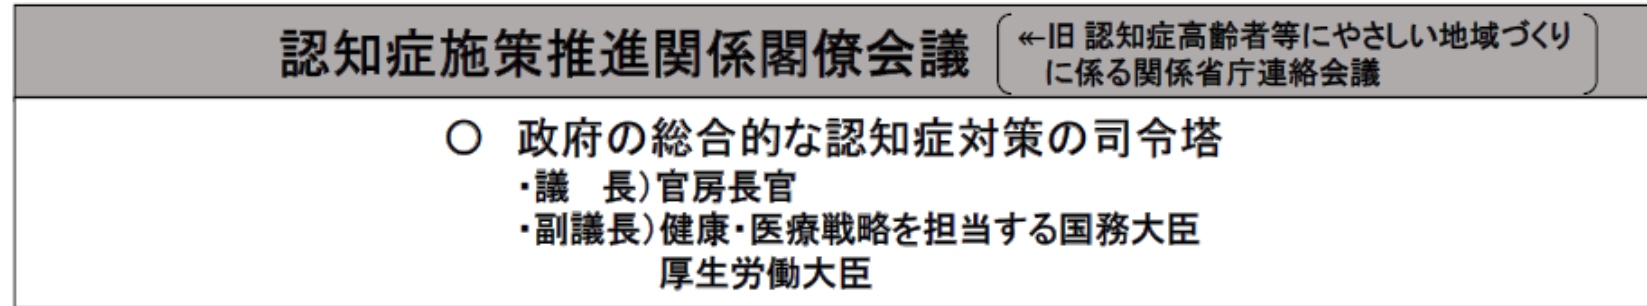 認知症施策推進関係閣僚会議
↞旧 認知症高齢者等にやさしい地域づくり
に係る関係省庁連絡会議
○ 政府の総合的な認知症対策の司令塔
・議 長）官房長官
・副議長）健康・医療戦略を担当する国務大臣
厚生労働大臣